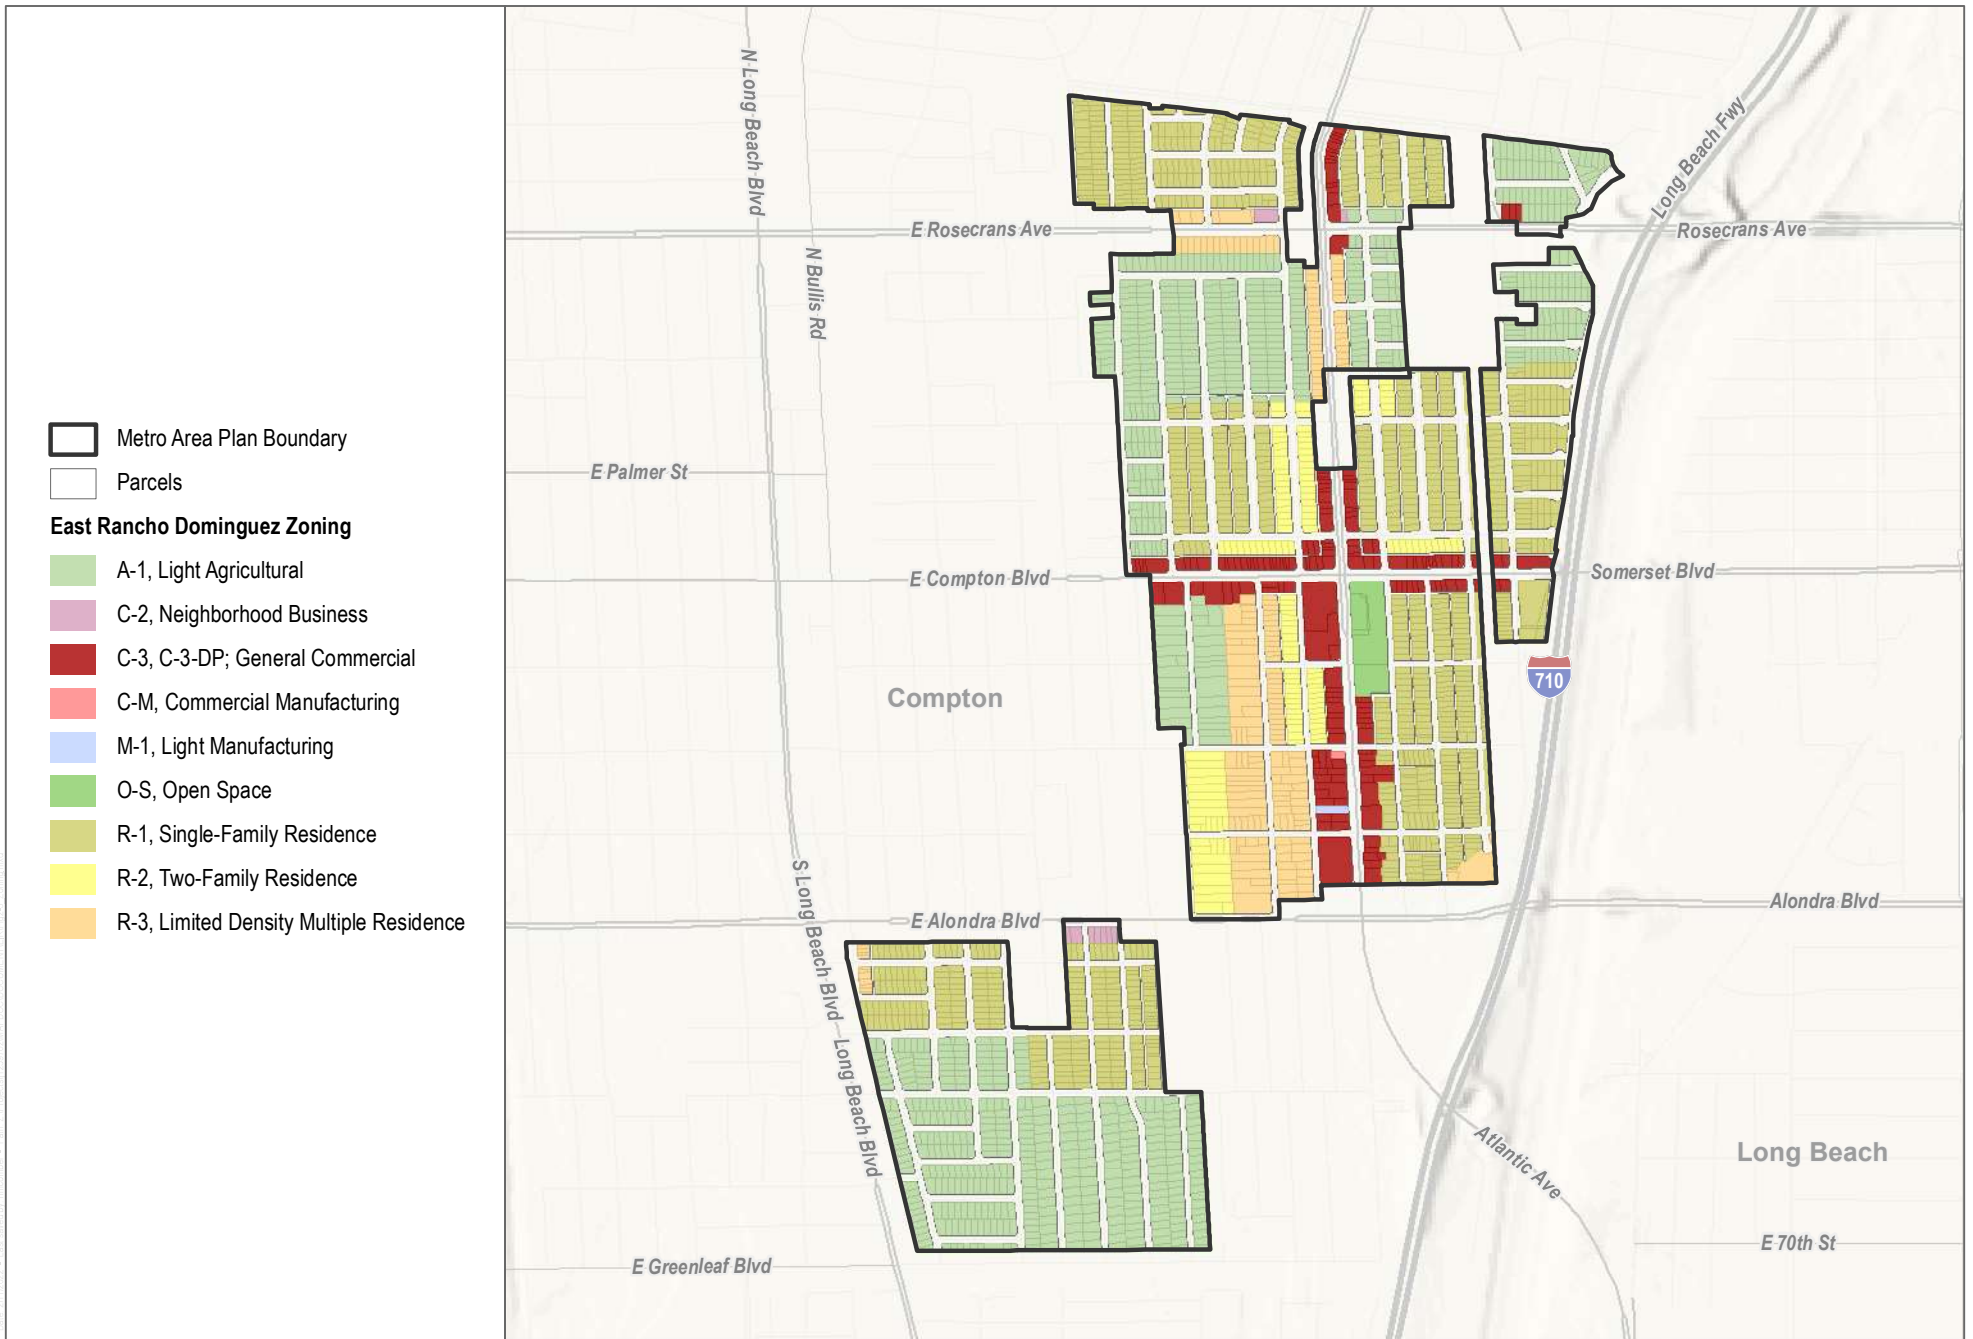 Metro Area Plan Boundary
Parcels
East Rancho Dominguez Zoning
A-1, Light Agricultural
C-2, Neighborhood Business
C-3, C-3-DP; General Commercial
C-M, Commercial Manufacturing
M-1, Light Manufacturing
O-S, Open Space
R-1, Single-Family Residence
R-2, Two-Family Residence
R-3, Limited Density Multiple Residence
N Long Beach Blvd
N Bullis Rd
Long Beach Fwy
E Rosecrans Ave
Rosecrans Ave
E Palmer St
E Compton Blvd
Somerset Blvd
Compton
710
S Long Beach Blvd
Long Beach Blvd
E Alondra Blvd
Alondra Blvd
Atlantic Ave
Long Beach
E 70th St
E Greenleaf Blvd